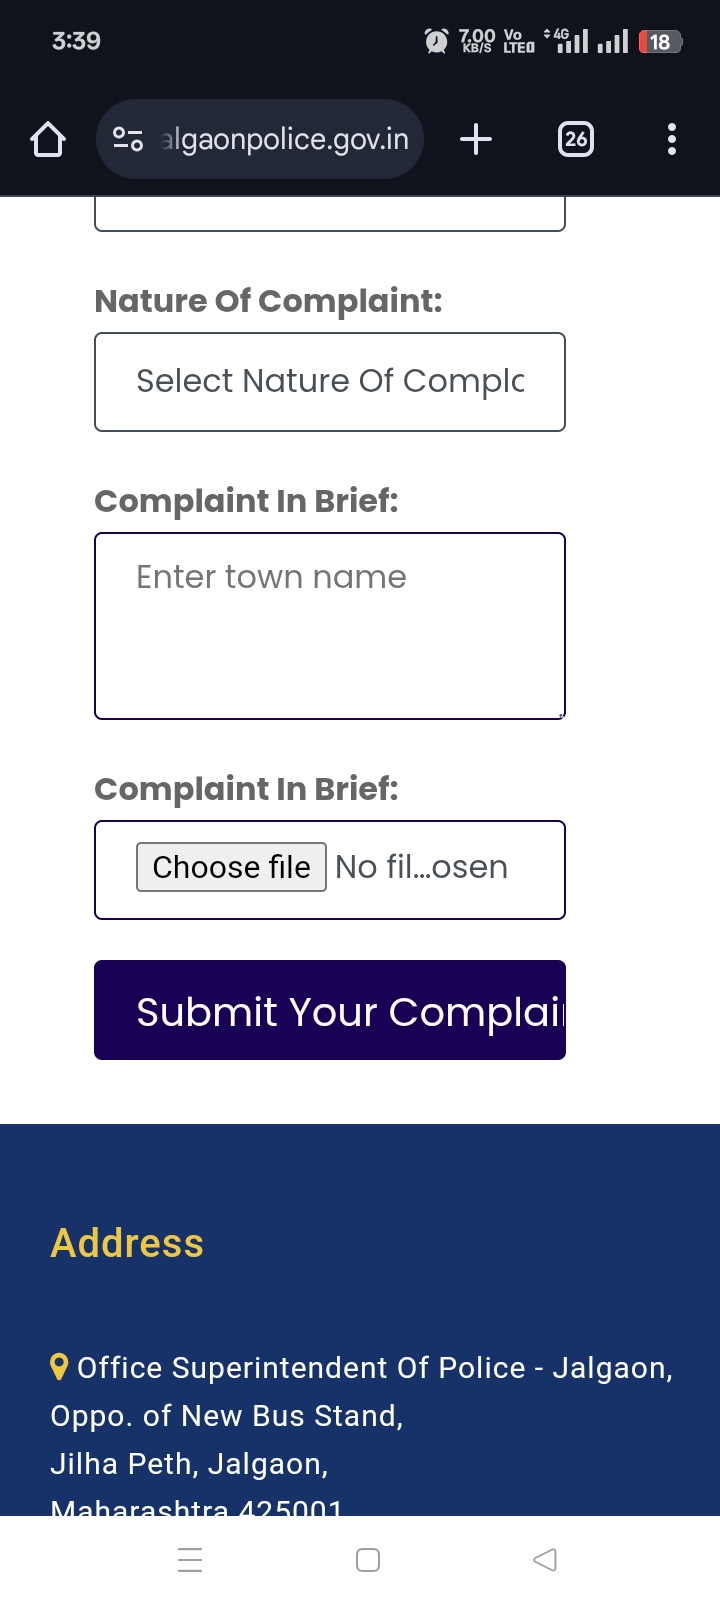 3:39
7.00 KB/S Vo LTE 4G 18
algaonpolice.gov.in
26
Nature Of Complaint:
Select Nature Of Compla
Complaint In Brief:
Enter town name
Complaint In Brief:
Choose file No fil...osen
Submit Your Complai
Address
Office Superintendent Of Police - Jalgaon,
Oppo. of New Bus Stand,
Jilha Peth, Jalgaon,
Maharashtra 425001